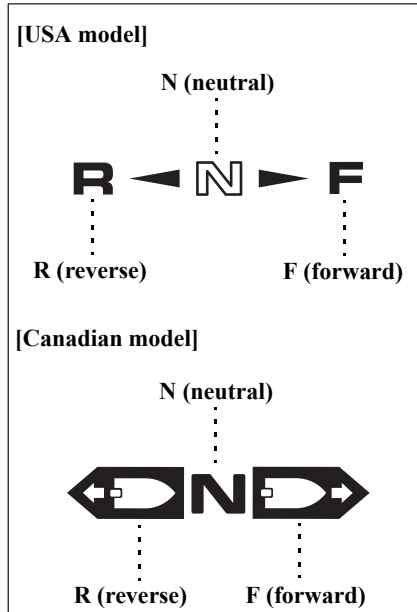 [USA model]
N (neutral)
R N F
R (reverse) F (forward)
[Canadian model]
N (neutral)
N
R (reverse) F (forward)